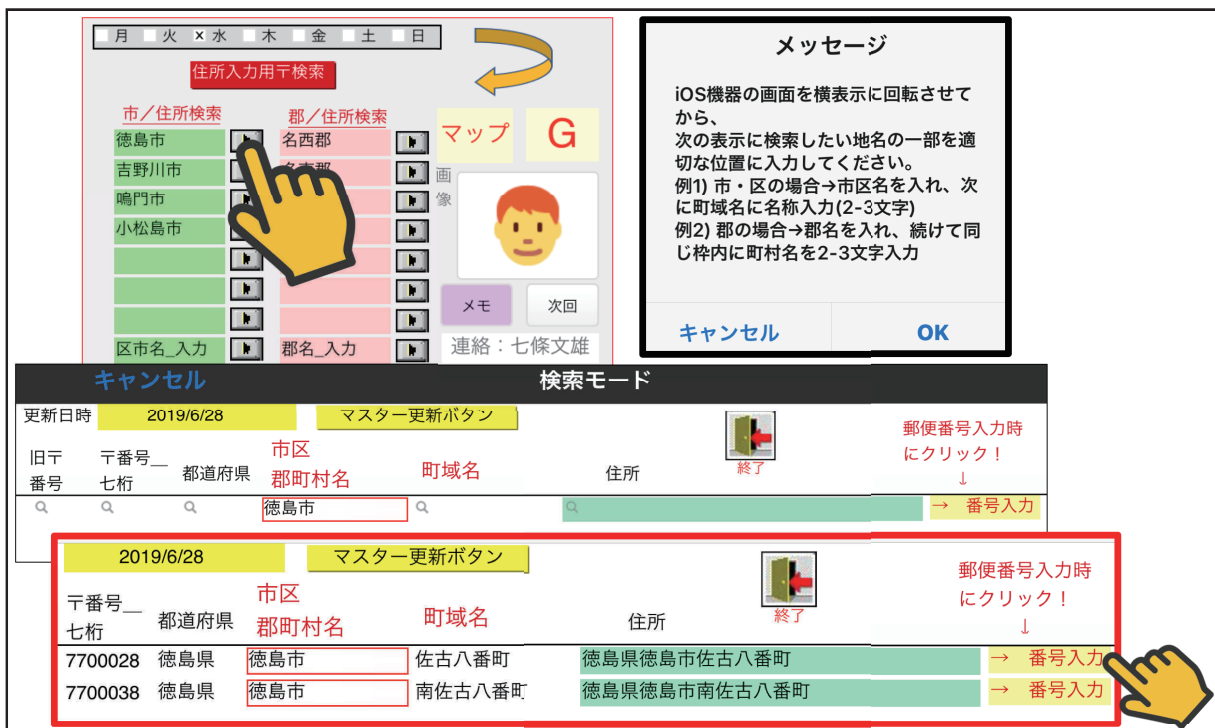 月 火 x 水 木 金 土 日
住所入力用〒検索
市／住所検索 郡／住所検索
徳島市 名西郡
吉野川市
鳴門市
小松島市
区市名_入力 郡名_入力
マップ G
画像
メモ 次回
連絡：七條文雄
メッセージ
iOS機器の画面を横表示に回転させて
から、
次の表示に検索したい地名の一部を適
切な位置に入力してください。
例1) 市・区の場合→市区名を入れ、次
に町域名に名称入力(2-3文字)
例2) 郡の場合→郡名を入れ、続けて同
じ枠内に町村名を2-3文字入力
キャンセル OK
キャンセル 検索モード
更新日時 2019/6/28 マスター更新ボタン
旧〒
番号
〒番号__
七桁
都道府県
市区
郡町村名
町域名
住所
終了
郵便番号入力時
にクリック！
↓
徳島市
→ 番号入力
2019/6/28 マスター更新ボタン
〒番号__
七桁
都道府県
市区
郡町村名
町域名
住所
終了
郵便番号入力時
にクリック！
↓
7700028 徳島県 徳島市 佐古八番町 徳島県徳島市佐古八番町 → 番号入力
7700038 徳島県 徳島市 南佐古八番町 徳島県徳島市南佐古八番町 → 番号入力